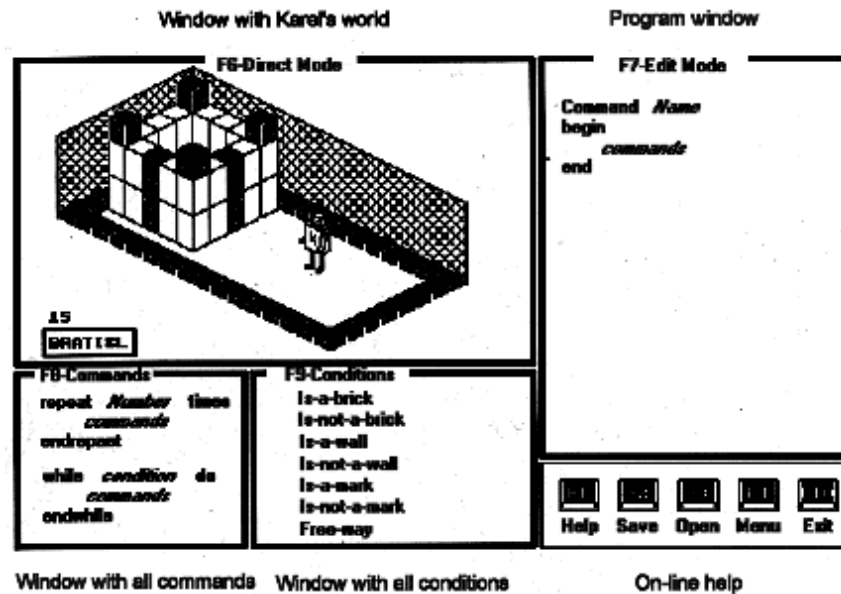 Window with Karel's world
Program window
F6-Direct Mode
F7-Edit Mode
Command Name
begin
commands
end
15
BRATISL
F8-Commands
repeat Number times
commands
endrepeat
while condition do
commands
endwhile
F9-Conditions
Is-a-brick
Is-not-a-brick
Is-a-wall
Is-not-a-wall
Is-a-mark
Is-not-a-mark
Free-way
Help Save Open Menu Exit
Window with all commands
Window with all conditions
On-line help